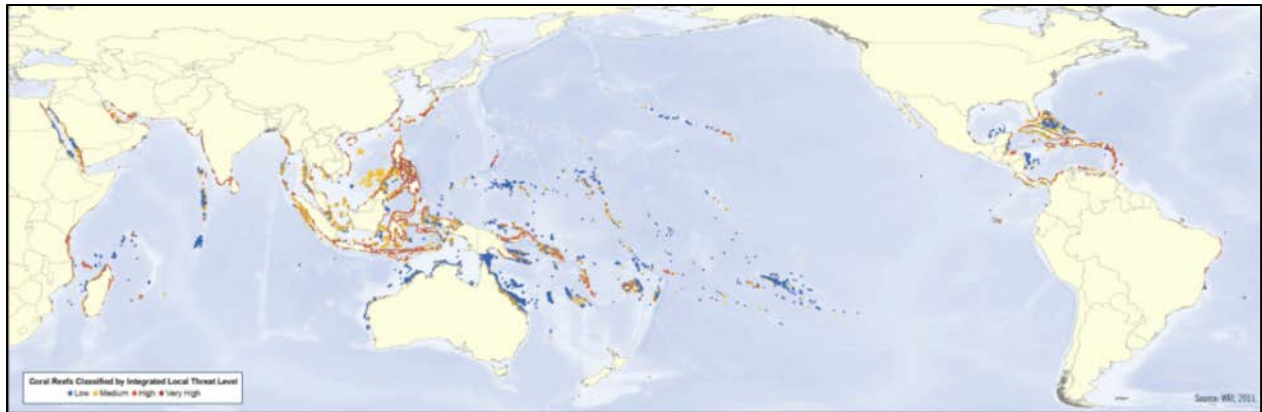 Coral Reefs Classified by Integrated Local Threat Level
Low Medium High Very High
Source: WRI, 2011.